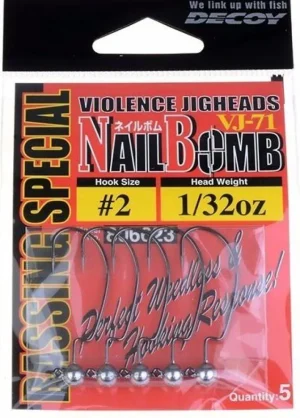 We link up with fish
DECOY
VIOLENCE JIGHEADS
VJ-71
ネイルボム
NAIL BOMB
Hook Size
Head Weight
#2
1/32oz
BASSING SPECIAL
Perfect Weedless &
Hooking Response!
Quantity:5